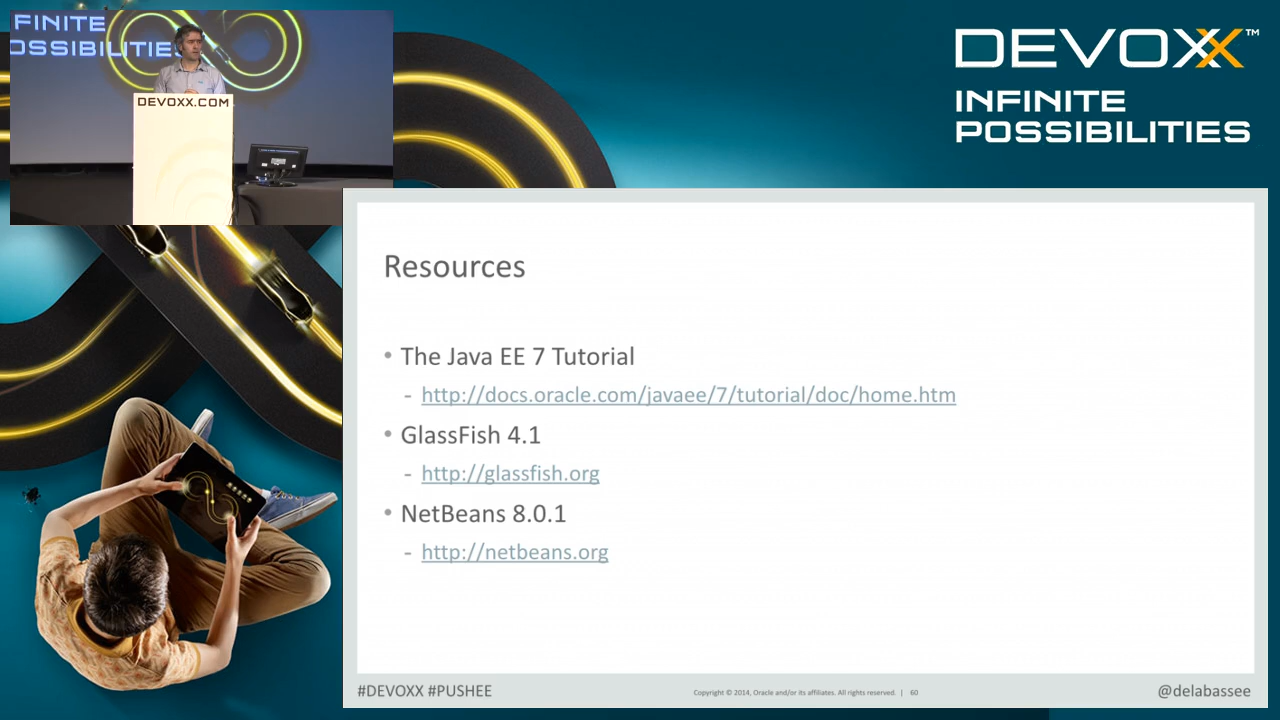 FINITE
OSSIBILITIES
DEVOXX.COM
DEVOXX™
INFINITE
POSSIBILITIES
Resources
• The Java EE 7 Tutorial
- http://docs.oracle.com/javaee/7/tutorial/doc/home.htm
• GlassFish 4.1
- http://glassfish.org
• NetBeans 8.0.1
- http://netbeans.org
#DEVOXX #PUSHEE
Copyright © 2014, Oracle and/or its affiliates. All rights reserved. | 60
@delabassee